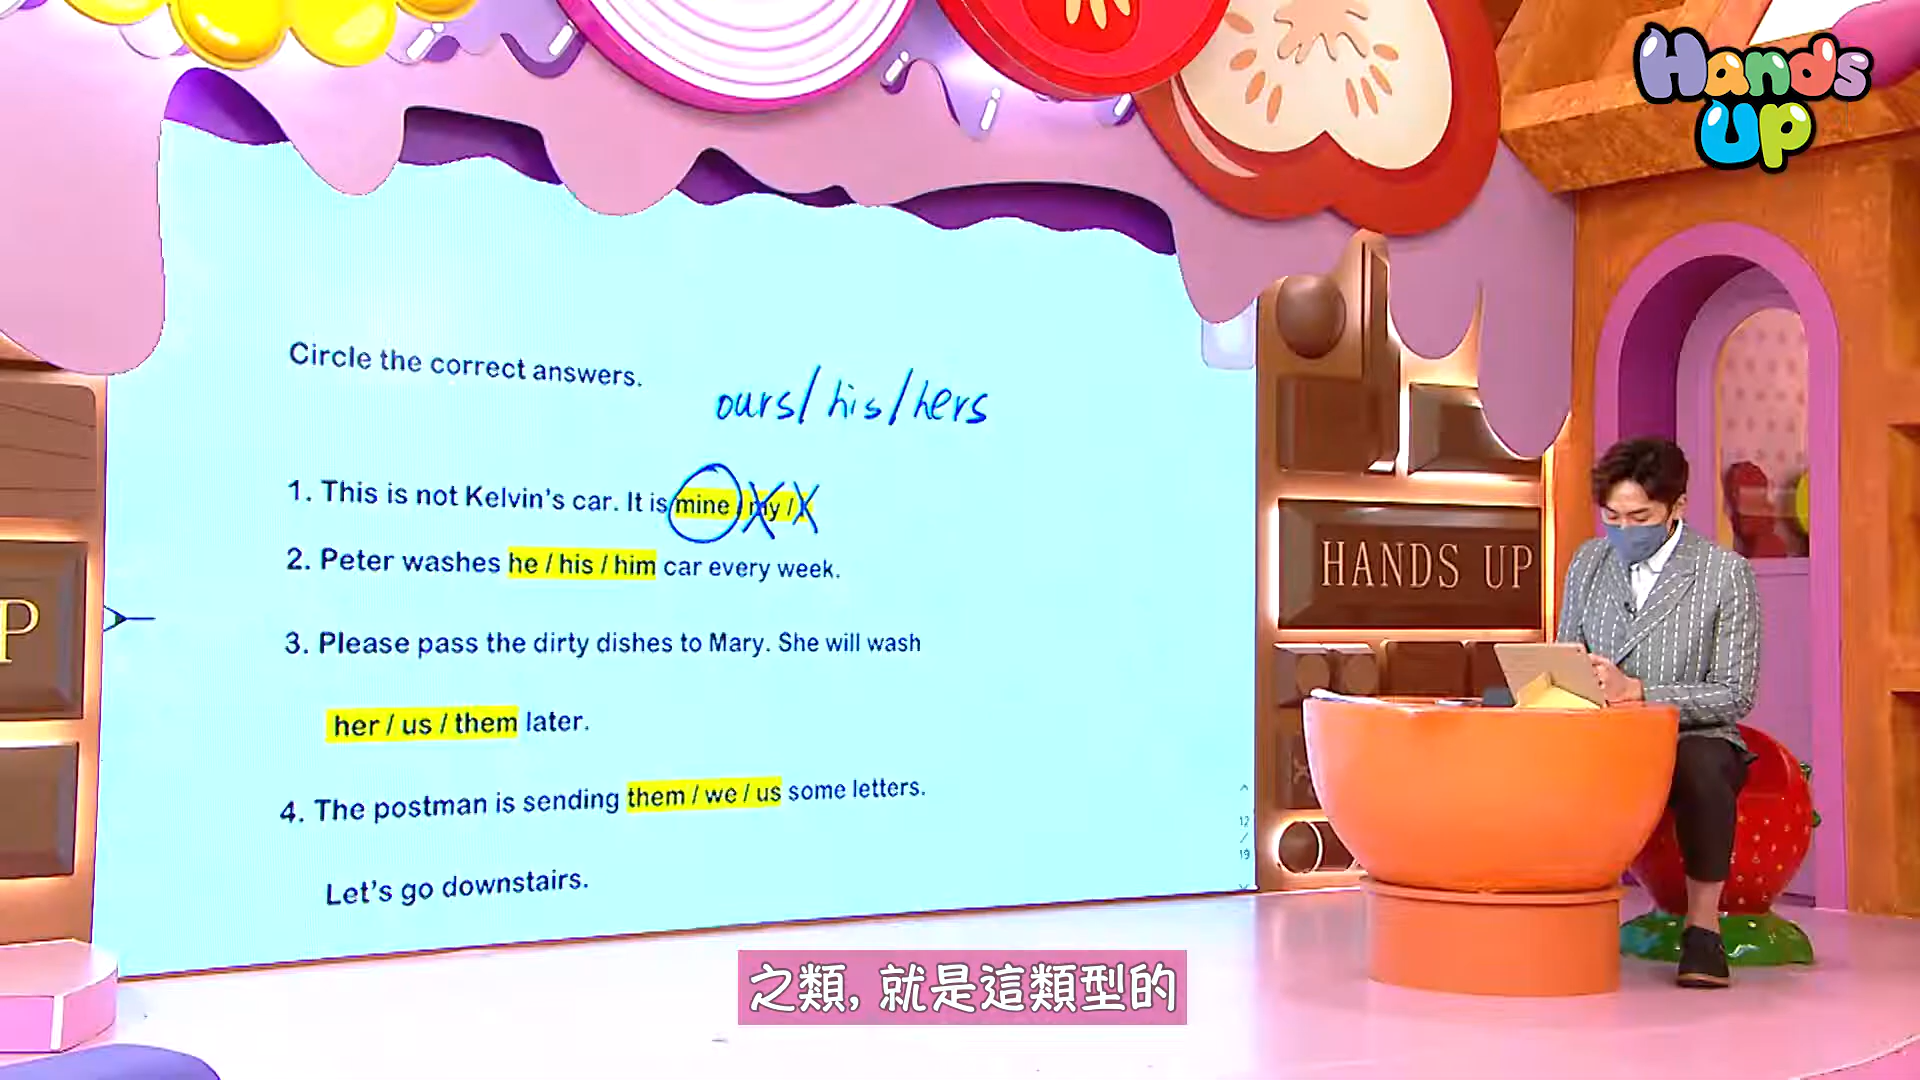 Hands
UP
Circle the correct answers.
ours/ his/hers
1. This is not Kelvin's car. It is mine / my /
2. Peter washes he / his / him car every week.
3. Please pass the dirty dishes to Mary. She will wash
her / us / them later.
4. The postman is sending them / we / us some letters.
Let's go downstairs.
HANDS UP
P
12
/
19
之類, 就是這類型的